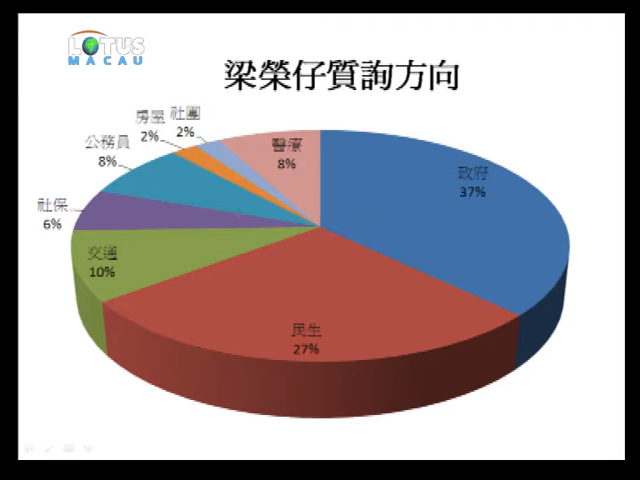 LOTUS
MACAU
梁榮仔質詢方向
房屋
2%
社團
2%
公務員
8%
醫療
8%
政府
37%
社保
6%
交通
10%
民生
27%